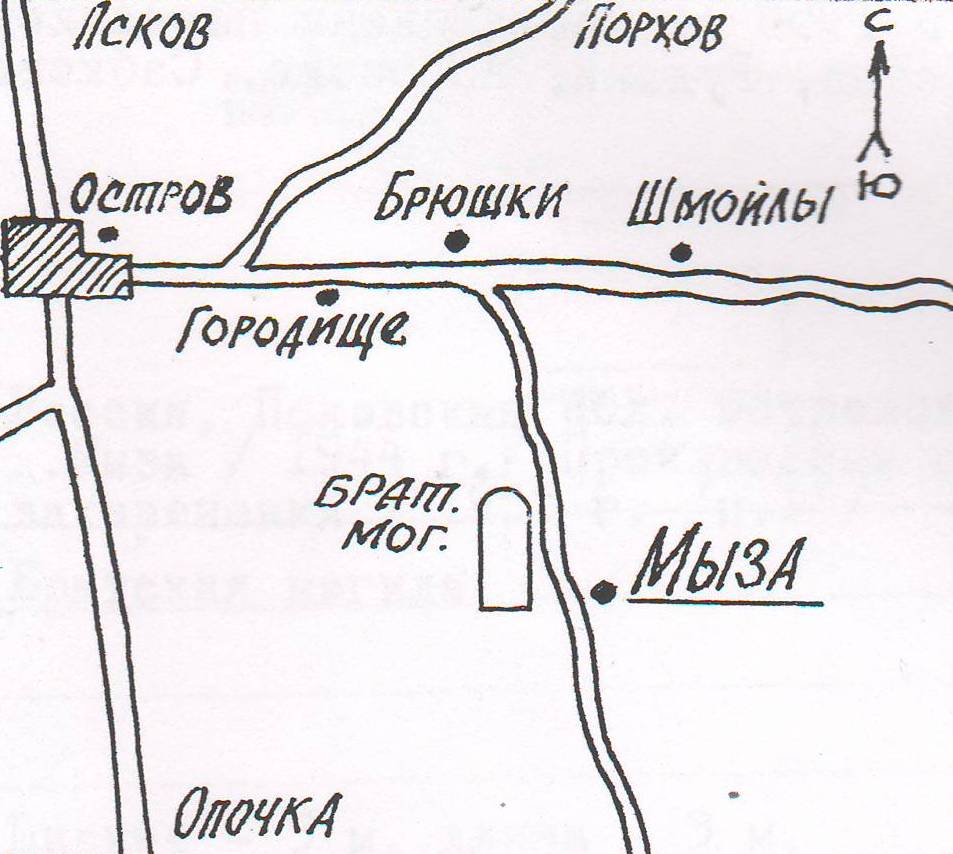 Псков
Порхов
С
Ю
Остров
Брюшки
Шмойлы
Городище
Брат.
мог.
Мыза
Опочка